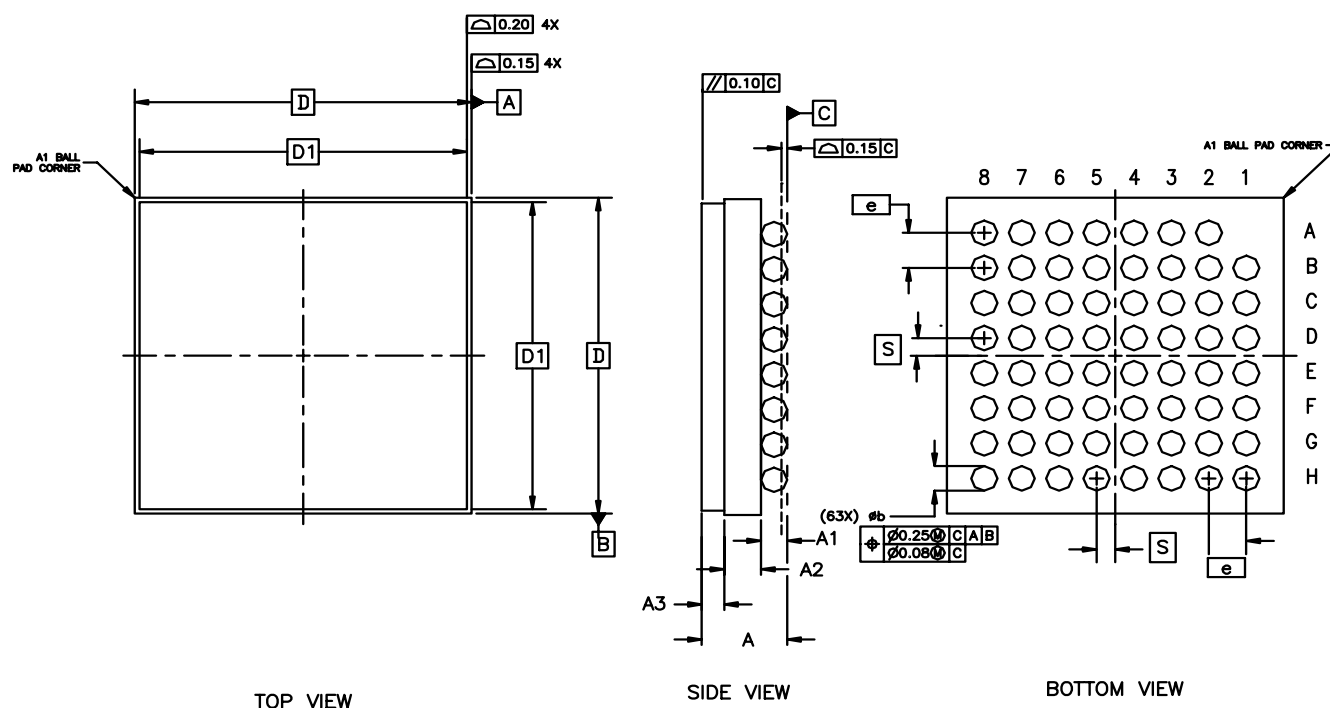 ⌓ 0.20 4X
⌓ 0.15 4X
D
A
D1
A1 BALL
PAD CORNER
D1
D
B
TOP VIEW
// 0.10 C
C
⌓ 0.15 C
A1
A2
A3
A
SIDE VIEW
A1 BALL PAD CORNER
8 7 6 5 4 3 2 1
e
A
B
C
D
S
E
F
G
H
(63X) øb
⌖ Ø0.25Ⓜ C A B
Ø0.08Ⓜ C
S
e
BOTTOM VIEW